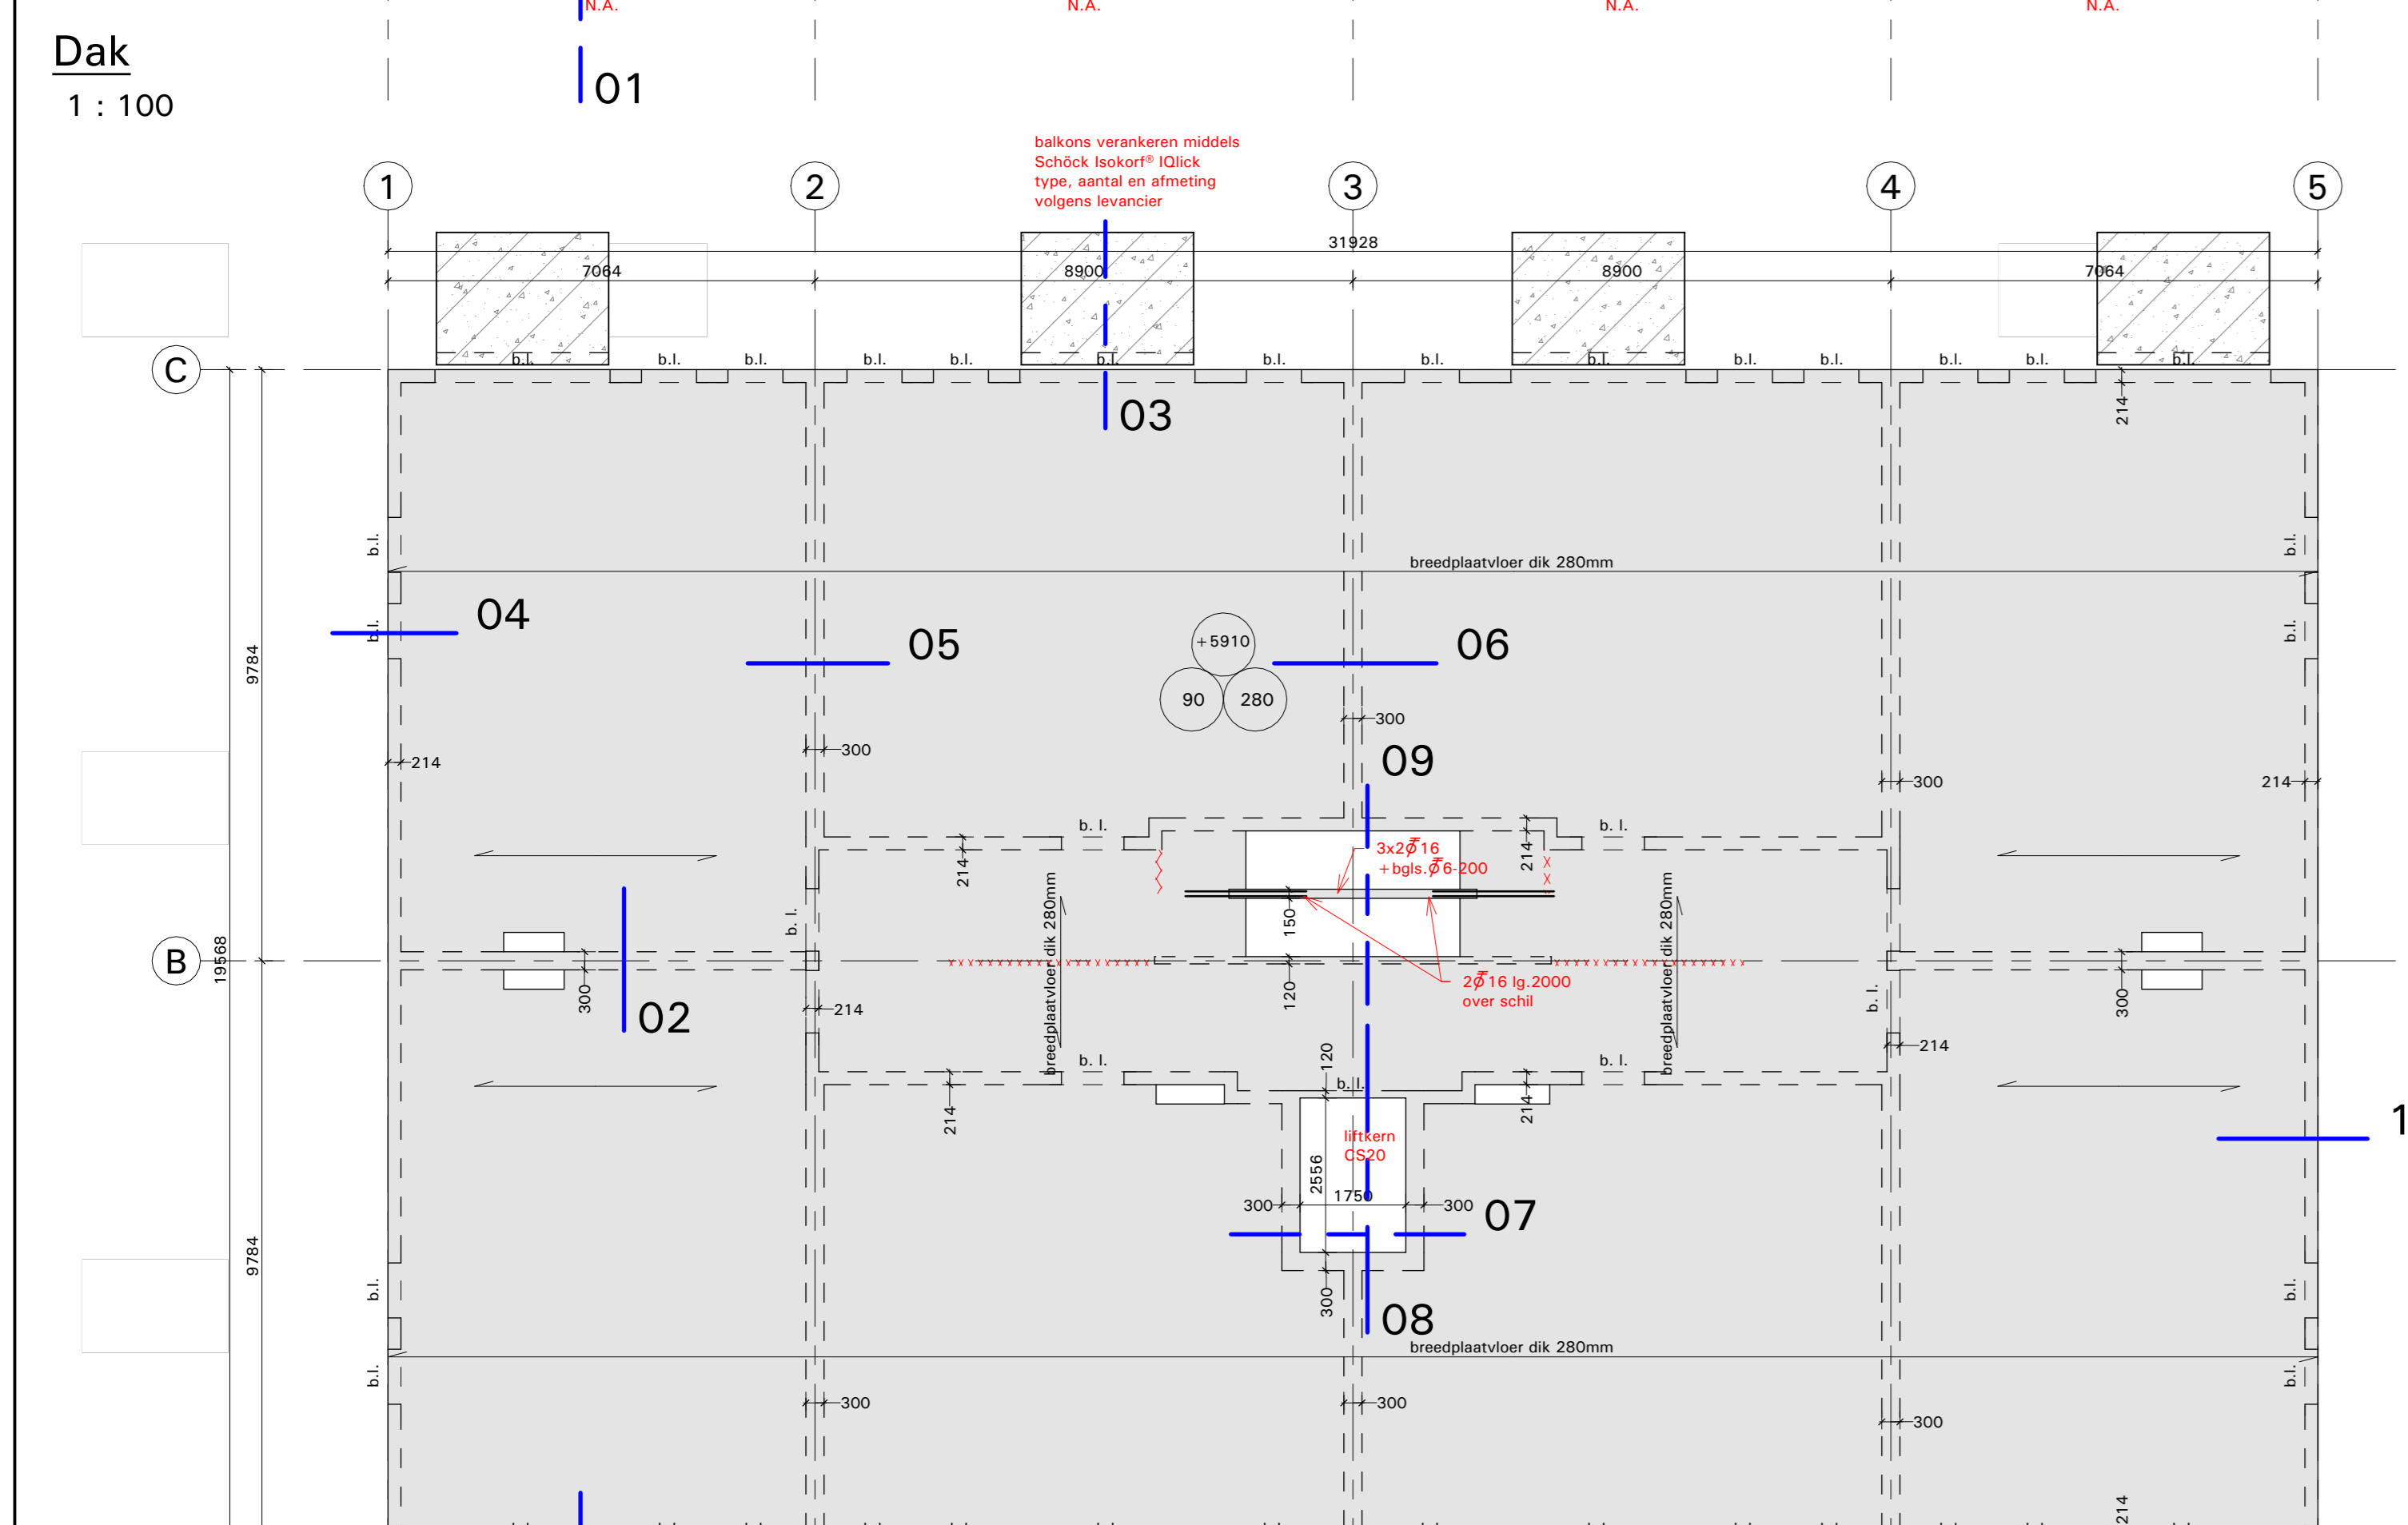 N.A.
N.A.
N.A.
N.A.
Dak
1 : 100
01
balkons verankeren middels
Schöck Isokorf® IQlick
type, aantal en afmeting
volgens levancier
1
2
3
4
5
31928
7064
8900
8900
7064
C
b.l.
b.l.
b.l.
b.l.
b.l.
b.l.
b.l.
b.l.
b.l.
b.l.
b.l.
b.l.
b.l.
b.l.
214
03
b.l.
b.l.
breedplaatvloer dik 280mm
04
b.l.
b.l.
05
06
+5910
90
280
9784
300
300
214
300
214
09
b. l.
b. l.
214
3x2Ø16
+bgls.Ø6-200
214
breedplaatvloer dik 280mm
breedplaatvloer dik 280mm
150
b. l.
B
19568
300
02
120
2Ø16 lg.2000
over schil
b. l.
300
214
214
120
b. l.
b. l.
b. l.
214
214
1
liftkern
CS20
2556
1750
300
300
07
9784
b.l.
b.l.
300
08
breedplaatvloer dik 280mm
b.l.
b.l.
300
300
300
214